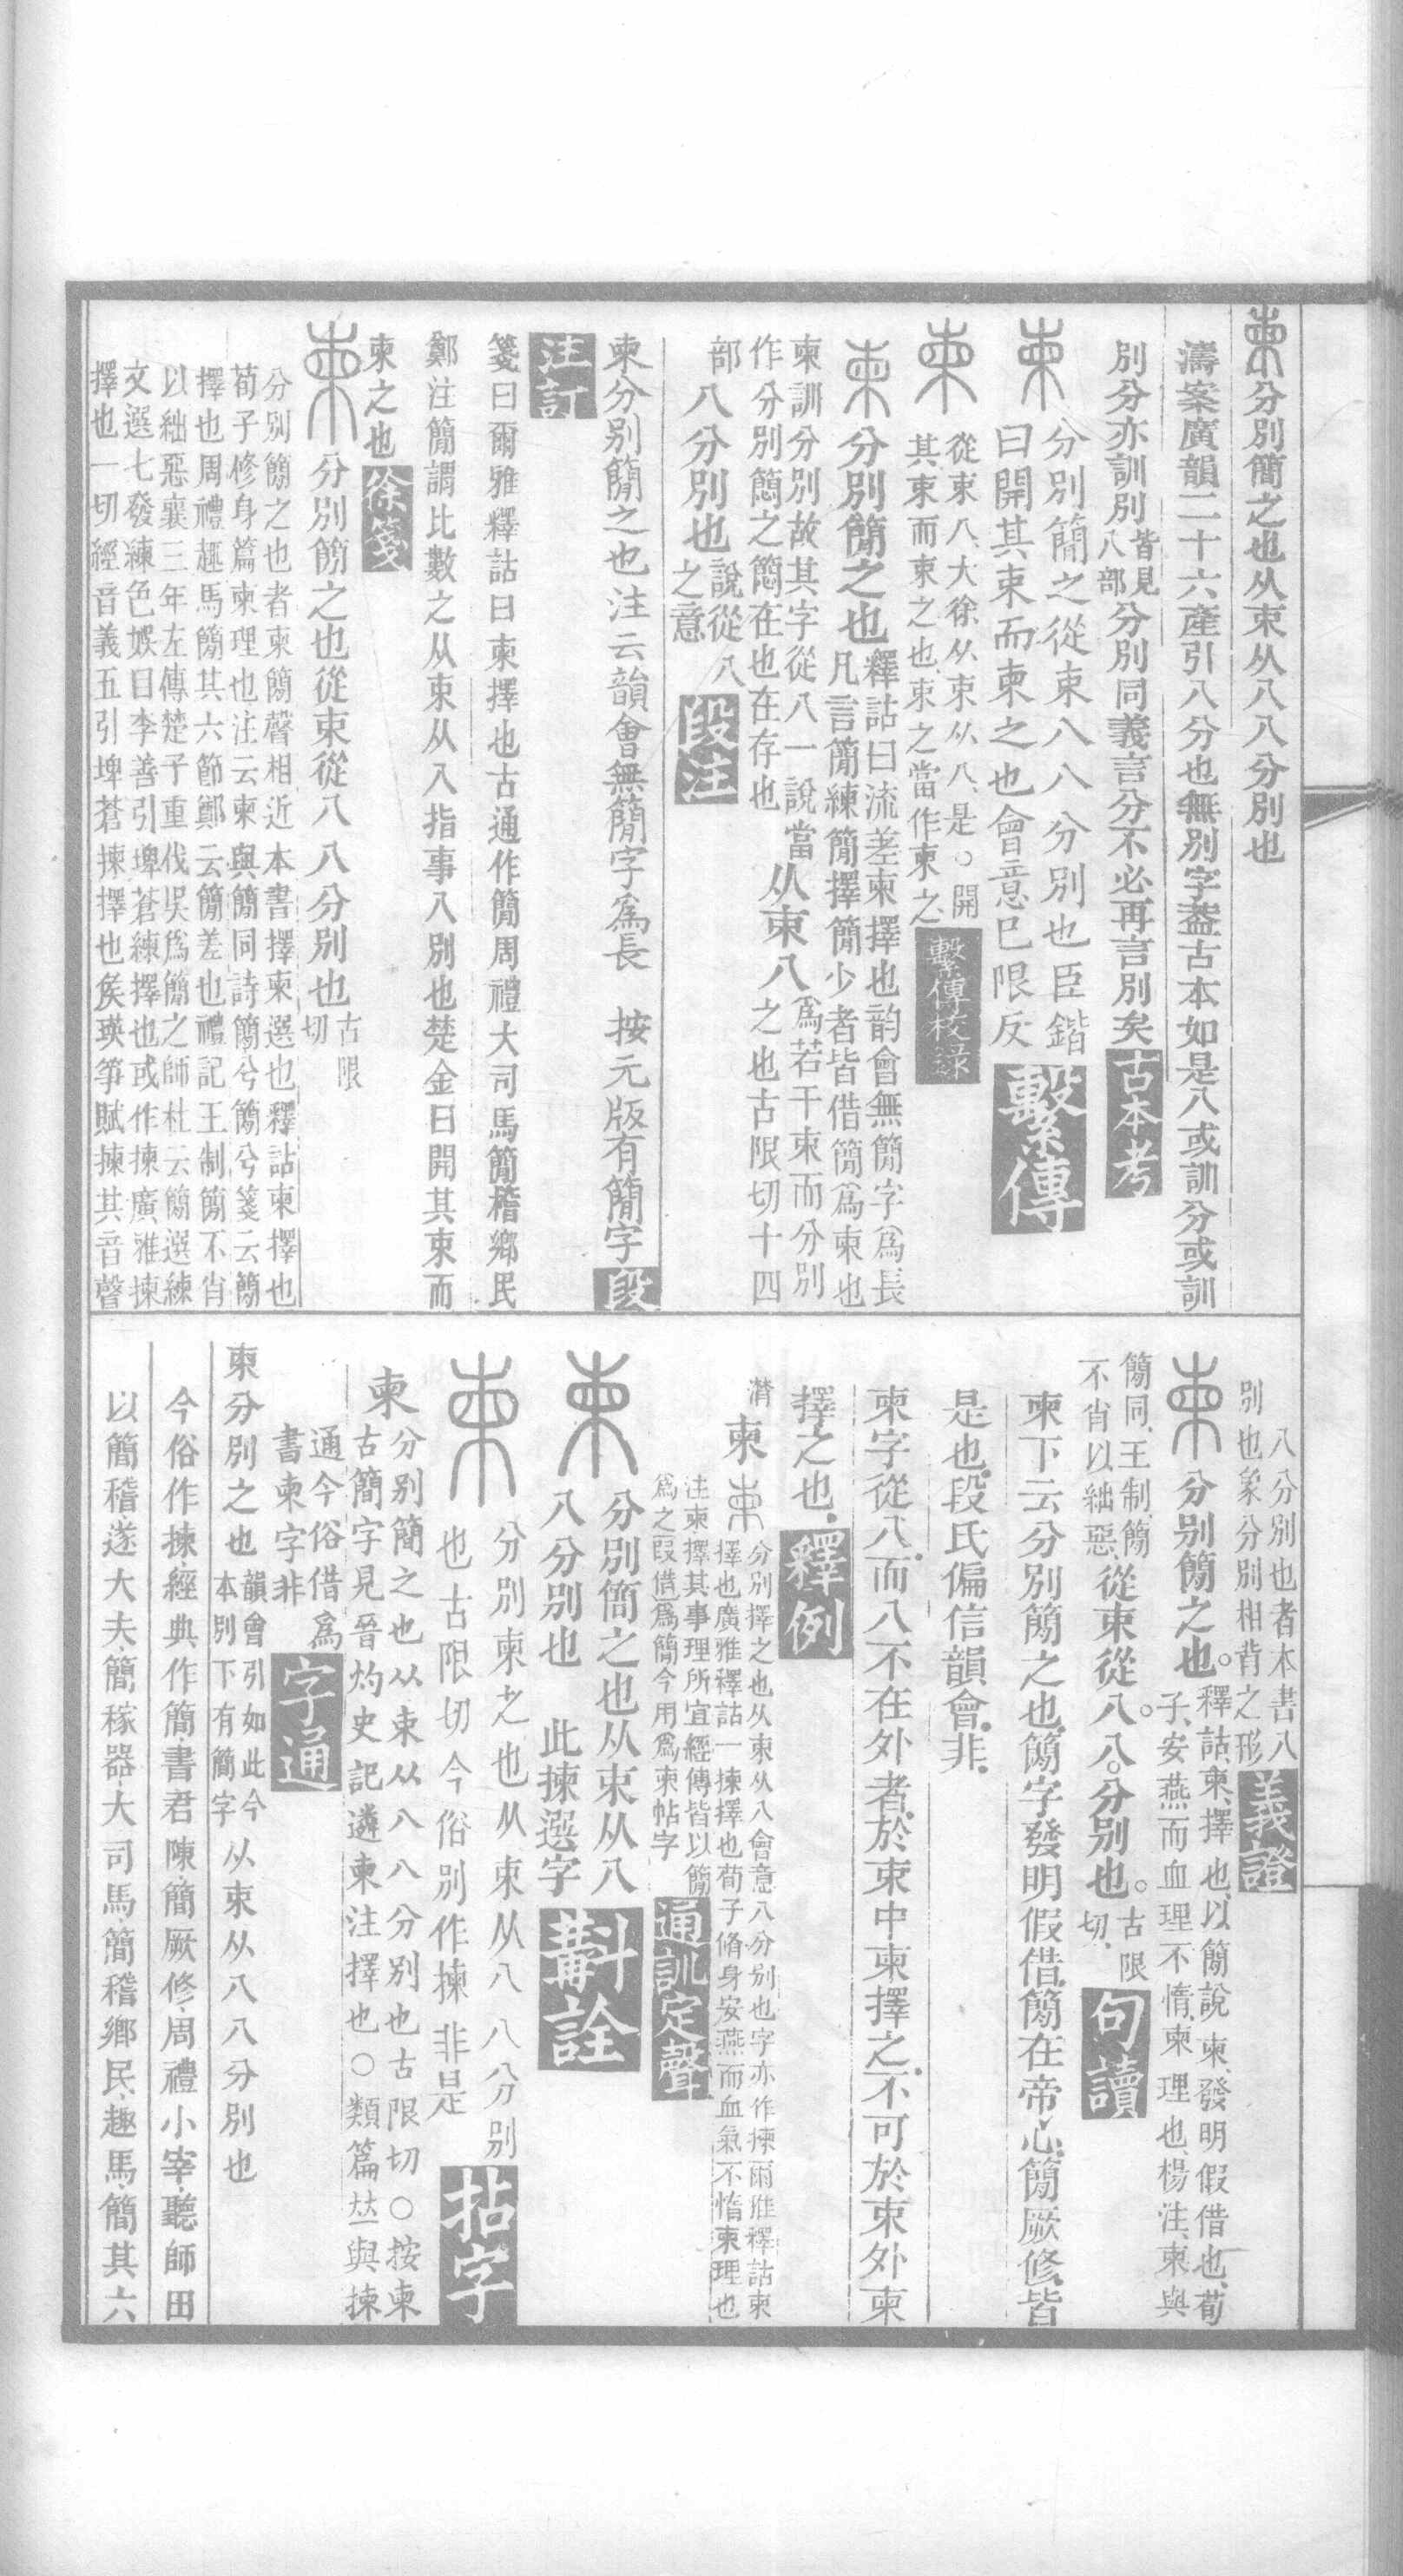 柬分別簡之也从束从八八分別也
濤案廣韻二十六產引八分也無別字葢古本如是八或訓分或訓
別分亦訓別皆見八部分別同義言分不必再言別矣古本考
柬分別簡之從束八八分別也臣鍇
曰開其束而柬之也會意巳限反繫傳
柬從束八、大徐从束从八、是。○開
其束而束之也、束之當作柬之、繫傳校录
柬分別簡之也釋詁曰流差柬擇也韵會無簡字爲長
凡言簡練簡擇簡少者皆借簡爲柬也
柬訓分別故其字從八一說當从束八爲若干束而分別
作分別簡之簡在也在存也之也古限切十四
部八分別也說從八之意段注
柬分别簡之也注云韻會無簡字爲長 按元版有簡字段
注訂
箋曰爾雅釋詁曰柬擇也古通作簡周禮大司馬簡稽鄉民
鄭注簡謂比數之从束从八指事八別也楚金曰開其束而
柬之也徐箋
柬分別簡之也從束從八八分別也古限切
分別簡之也者柬簡聲相近本書擇柬選也釋詁柬擇也
荀子修身篇柬理也注云柬與簡同詩簡兮簡兮箋云簡
擇也周禮趣馬簡其六節鄭云簡差也禮記王制簡不肖
以絀惡襄三年左傳楚子重伐吳爲簡之師杜云簡選練
文選七發練色娛目李善引埤蒼練擇也或作揀廣雅揀
擇也一切經音義五引埤蒼揀擇也矦瑛箏賦揀其音聲
八分別也者本書八
別也象分別相背之形義證
柬分别簡之也。釋詁、柬、擇也、以簡說柬、發明假借也、荀
子、安燕而血理不惰、柬理也、楊注、柬與
簡同、王制、簡
不肖以絀惡、從束從八。八。分别也。古限切、句讀
柬下云分別簡之也、簡字發明假借、簡在帝心、簡厥修、皆
是也、段氏偏信韻會、非、
柬字從八、而八不在外者、於束中柬擇之、不可於束外柬
擇之也、釋例
潸柬分別擇之也从束从八會意八分别也字亦作揀爾雅釋詁柬
擇也廣雅釋詁一揀擇也荀子脩身安燕而血氣不惰柬理也
注柬擇其事理所宜經傳皆以簡
爲之叚借爲簡今用爲柬帖字通訓定聲
柬分別簡之也从束从八
八分別也 此揀選字斠詮
柬分別柬之也从束从八 八分別
也古限切今俗別作揀非是拈字
柬分别簡之也从束从八八分別也古限切○按柬
古簡字見晉灼史記遴柬注擇也○類篇𠀤與揀
通今俗借爲
書柬字非字通
柬分別之也韻會引如此今本別下有簡字从束从八八分別也
今俗作揀、經典作簡、書君陳、簡厥修、周禮小宰、聽師田
以簡稽、遂大夫、簡稼器、大司馬、簡稽鄉民、趣馬、簡其六